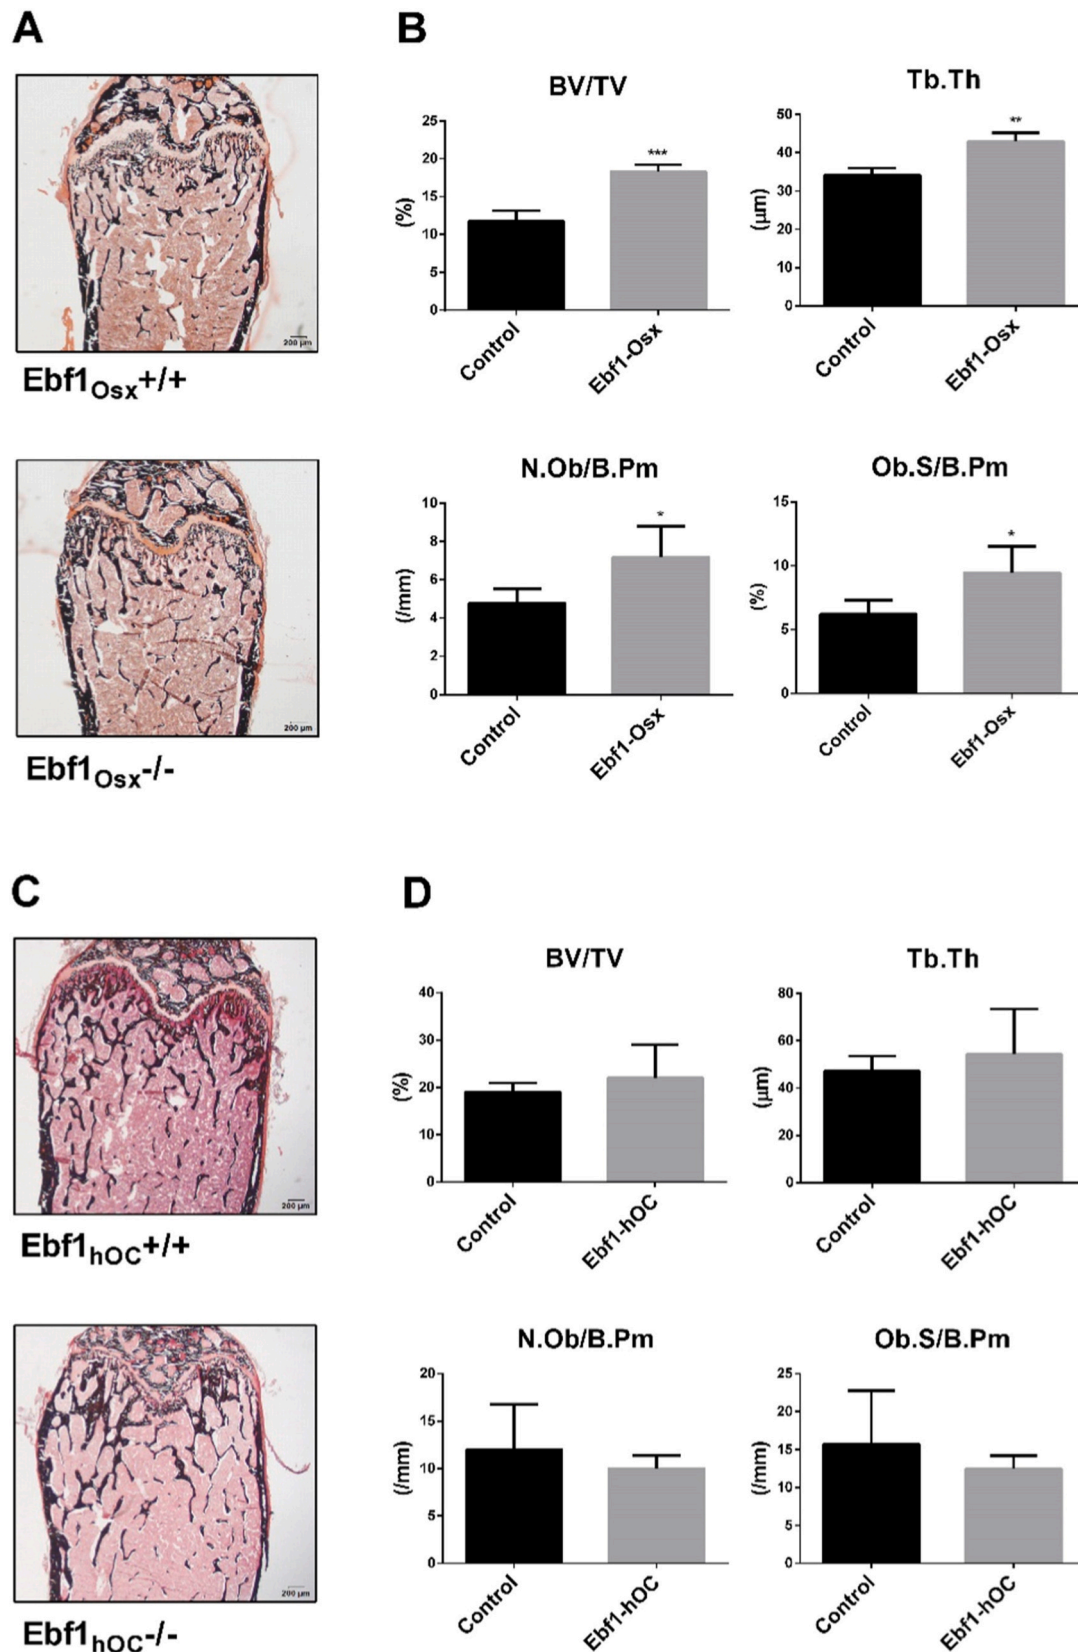 A
B
BV/TV
Tb.Th
(%)
25
20
15
10
5
0
***
Control
Ebf1-Osx
(μm)
50
40
30
20
10
0
**
Control
Ebf1-Osx
200 μm
Ebf1Osx+/+
N.Ob/B.Pm
Ob.S/B.Pm
(/mm)
10
8
6
4
2
0
*
Control
Ebf1-Osx
(%)
15
10
5
0
*
Control
Ebf1-Osx
200 μm
Ebf1Osx-/-
C
D
BV/TV
Tb.Th
(%)
40
30
20
10
0
Control
Ebf1-hOC
(μm)
80
60
40
20
0
Control
Ebf1-hOC
200 μm
Ebf1hOC+/+
N.Ob/B.Pm
Ob.S/B.Pm
(/mm)
20
15
10
5
0
Control
Ebf1-hOC
(/mm)
25
20
15
10
5
0
Control
Ebf1-hOC
200 μm
Ebf1hOC-/-